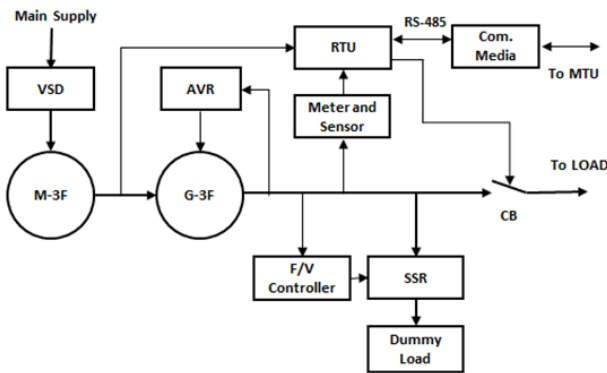 Main Supply
RS-485
RTU
Com.
Media
To MTU
VSD
AVR
Meter and
Sensor
To LOAD
M-3F
G-3F
CB
F/V
Controller
SSR
Dummy
Load